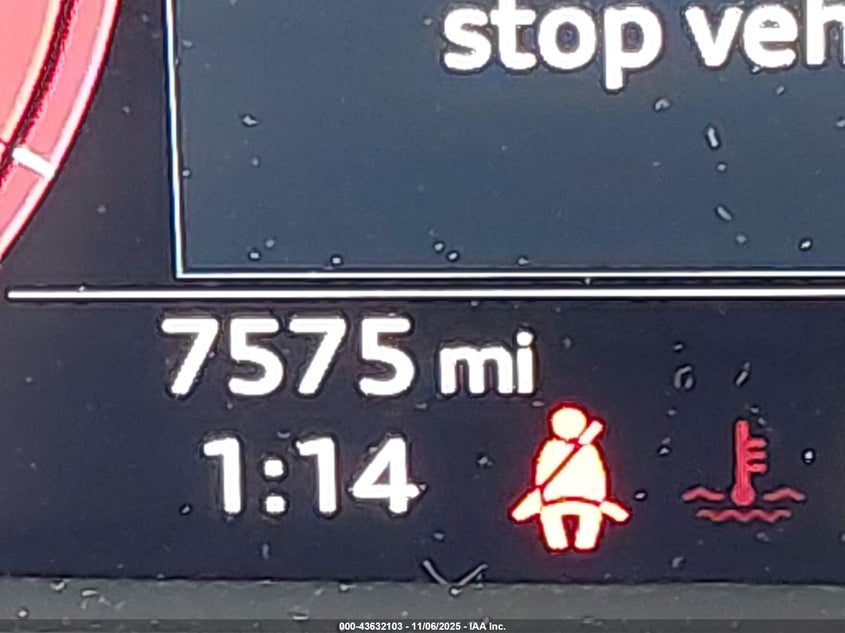 stop veh
7575 mi
1:14
000-43632103 - 11/06/2025 - IAA Inc.